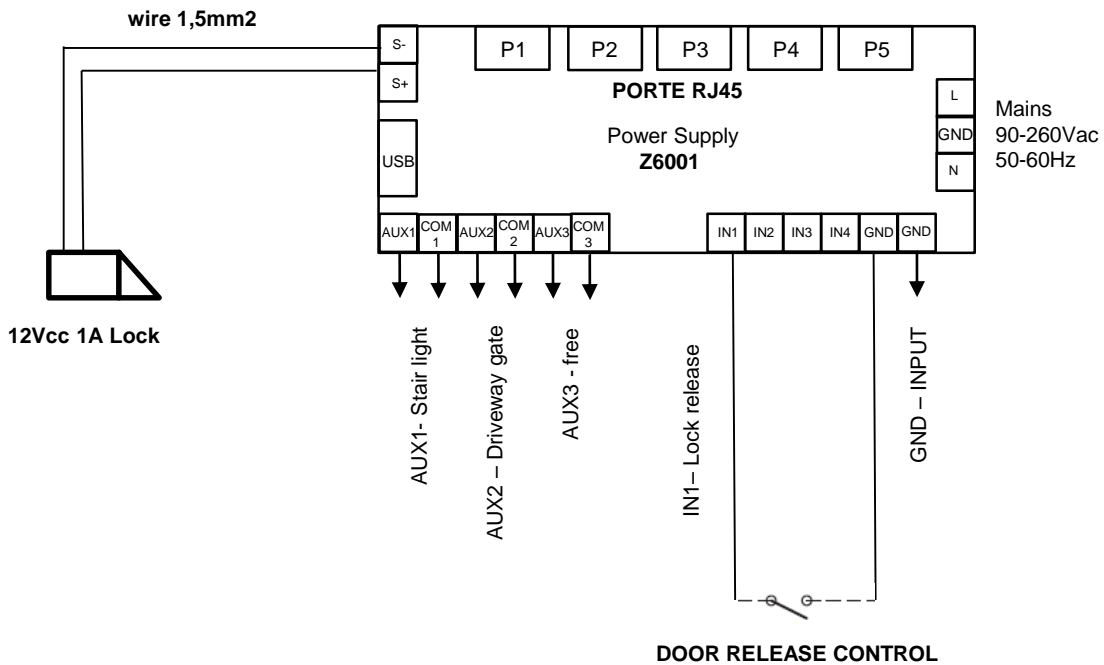 wire 1,5mm2
S-
S+
USB
P1
P2
P3
P4
P5
PORTE RJ45
Power Supply
Z6001
L
GND
N
Mains
90-260Vac
50-60Hz
AUX1
COM
1
AUX2
COM
2
AUX3
COM
3
IN1
IN2
IN3
IN4
GND
GND
12Vcc 1A Lock
AUX1- Stair light
AUX2 – Driveway gate
AUX3 - free
IN1– Lock release
GND – INPUT
DOOR RELEASE CONTROL